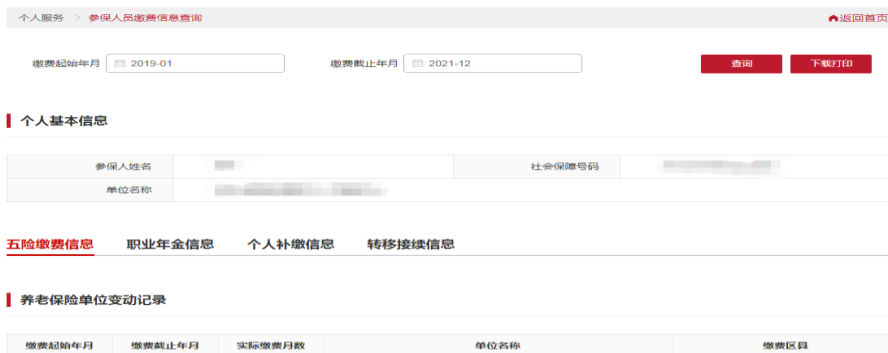 个人服务 > 参保人员缴费信息查询 返回首页
缴费起始年月 2019-01 缴费截止年月 2021-12 查询 下载打印
个人基本信息
参保人姓名 社会保障号码
单位名称
五险缴费信息 职业年金信息 个人补缴信息 转移接续信息
养老保险单位变动记录
缴费起始年月 缴费截止年月 实际缴费月数 单位名称 缴费区县